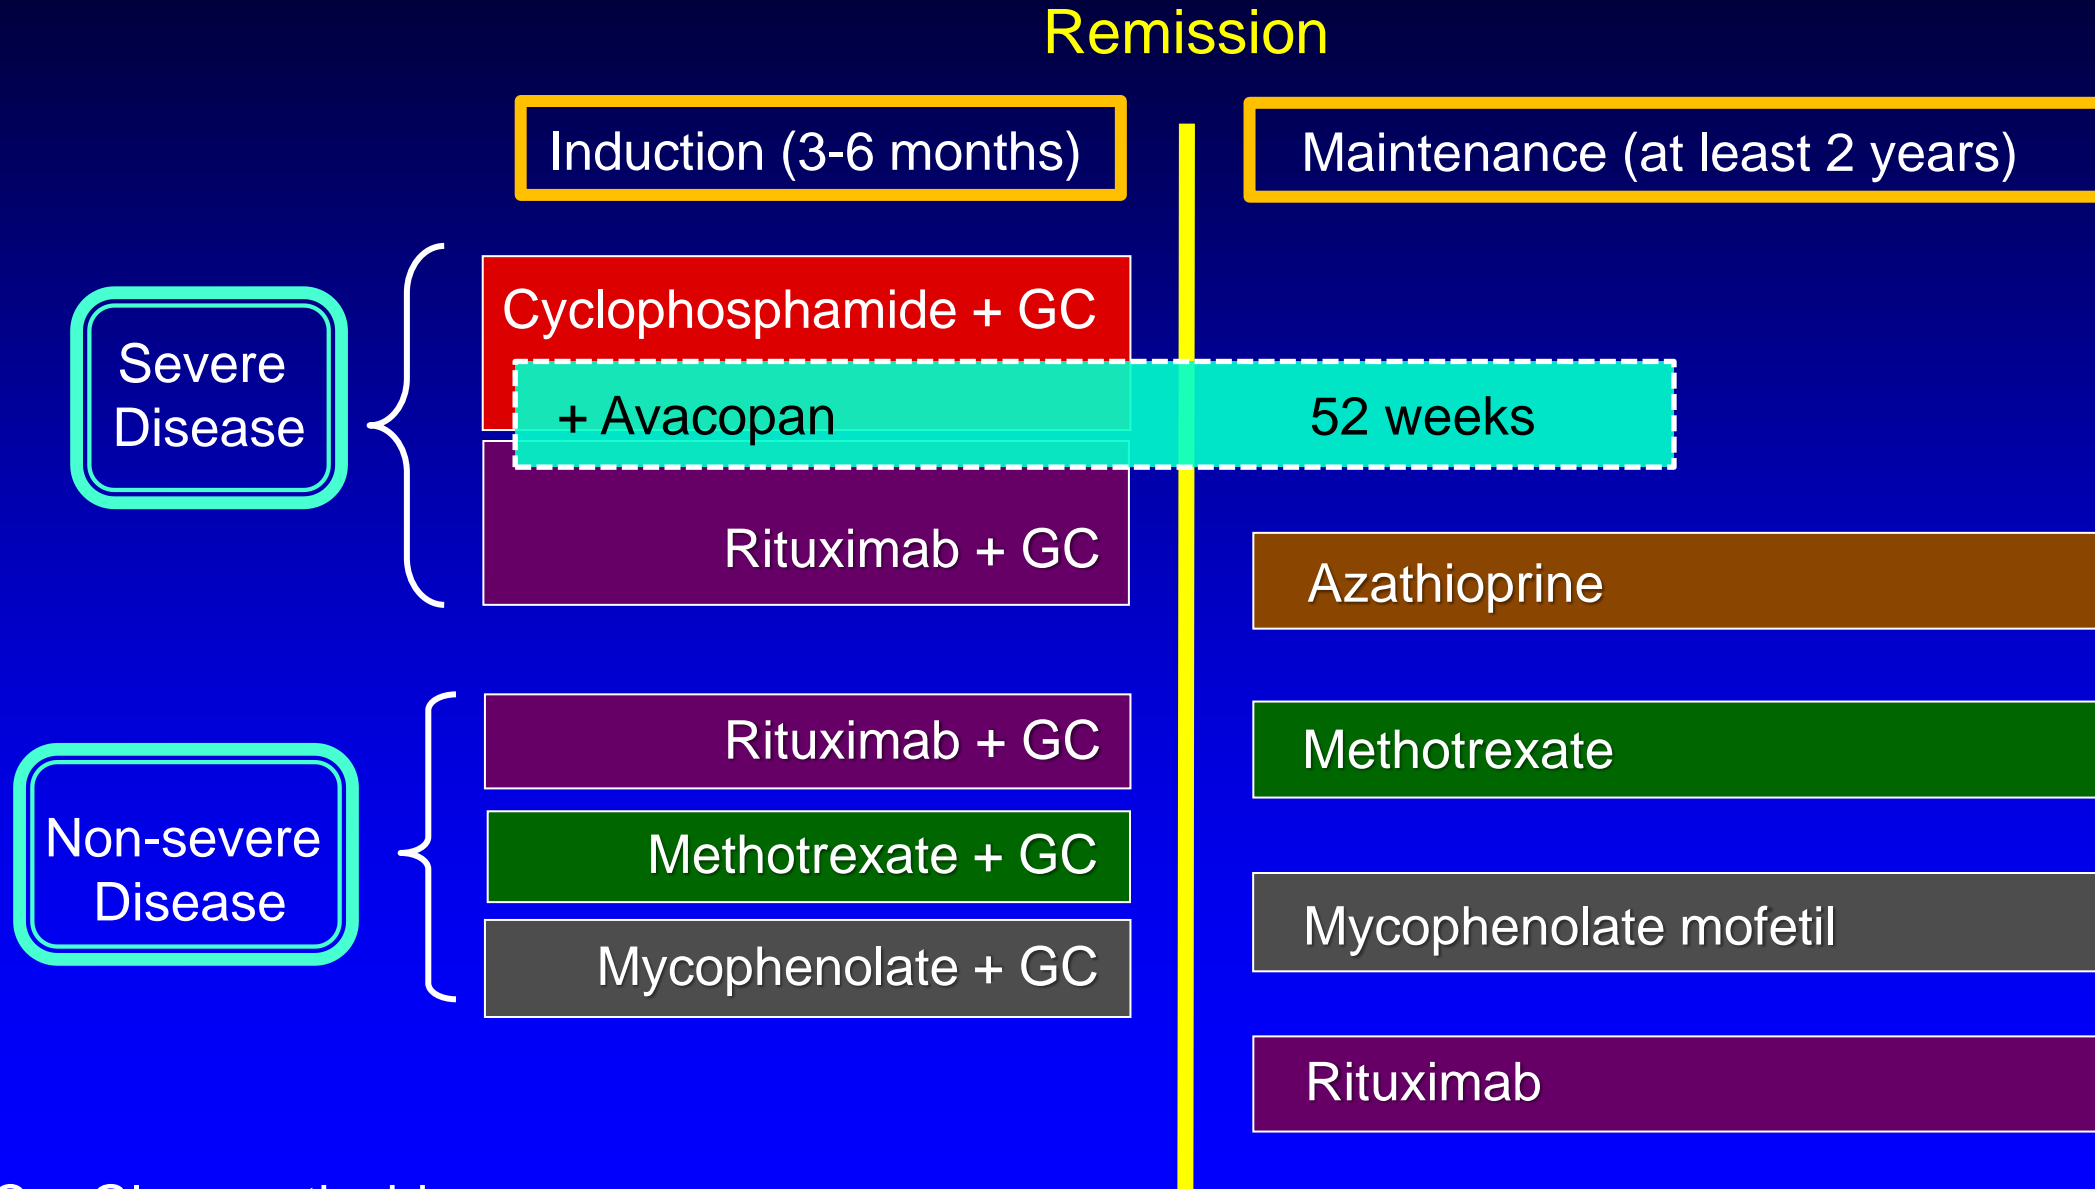 Remission
Induction (3-6 months)
Maintenance (at least 2 years)
Severe
Disease
Cyclophosphamide + GC
+ Avacopan
52 weeks
Rituximab + GC
Azathioprine
Non-severe
Disease
Rituximab + GC
Methotrexate + GC
Mycophenolate + GC
Methotrexate
Mycophenolate mofetil
Rituximab